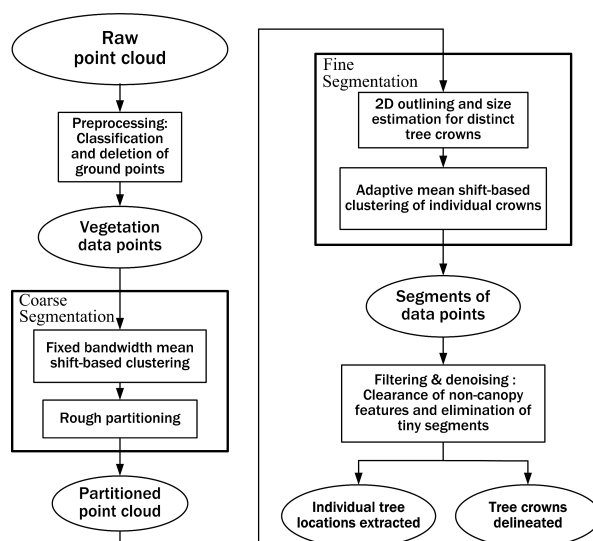 Raw
point cloud
Preprocessing:
Classification
and deletion of
ground points
Vegetation
data points
Coarse
Segmentation
Fixed bandwidth mean
shift-based clustering
Rough partitioning
Partitioned
point cloud
Fine
Segmentation
2D outlining and size
estimation for distinct
tree crowns
Adaptive mean shift-based
clustering of individual crowns
Segments of
data points
Filtering & denoising :
Clearance of non-canopy
features and elimination of
tiny segments
Individual tree
locations extracted
Tree crowns
delineated